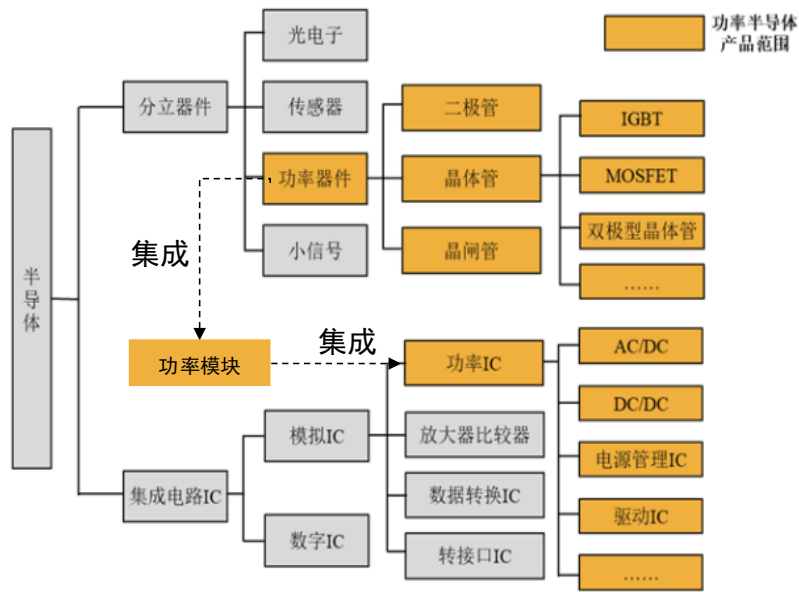 功率半导体
产品范围
光电子
分立器件
传感器
二极管
IGBT
功率器件
晶体管
MOSFET
双极型晶体管
小信号
晶闸管
……
集成
半导体
集成
功率模块
功率IC
AC/DC
DC/DC
模拟IC
放大器比较器
电源管理IC
集成电路IC
数据转换IC
驱动IC
数字IC
转接口IC
……